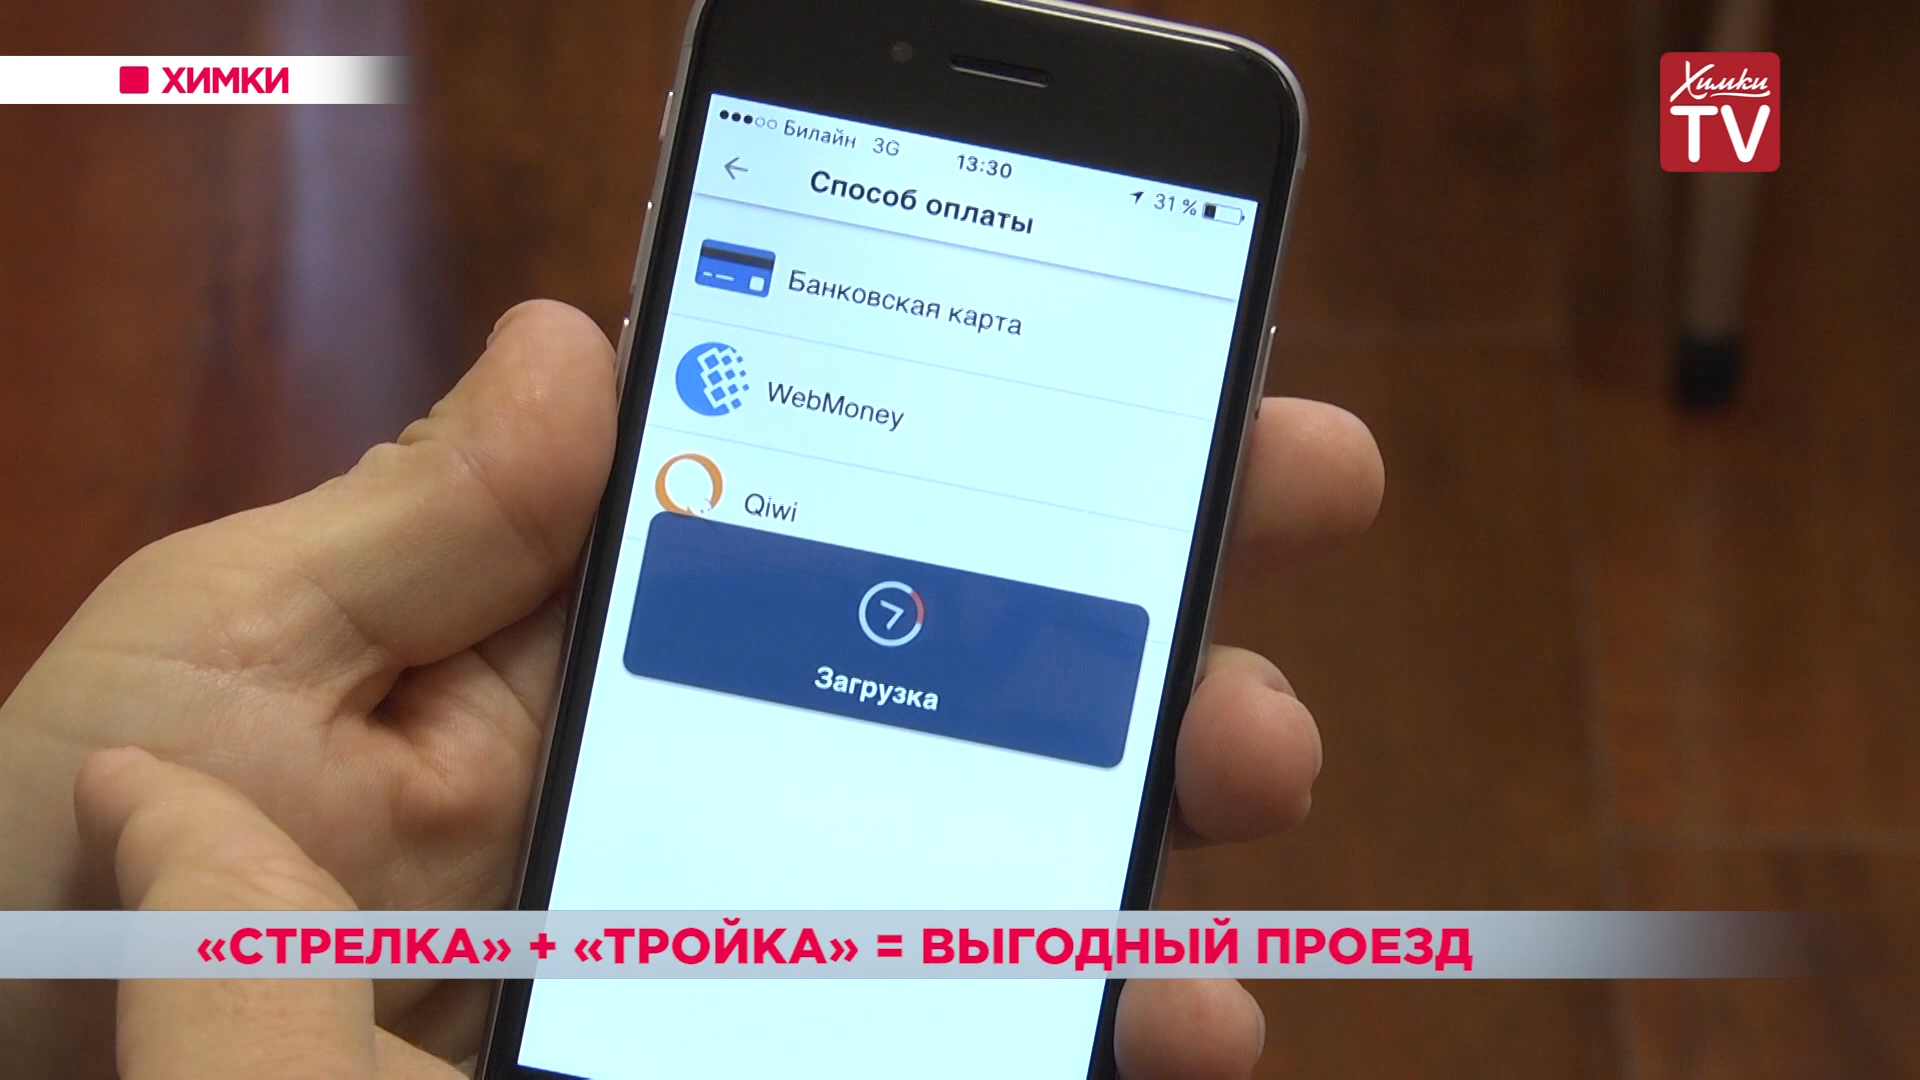 ХИМКИ
Химки
TV
Билайн 3G 13:30 31 %
Способ оплаты
Банковская карта
WebMoney
Qiwi
Загрузка
«СТРЕЛКА» + «ТРОЙКА» = ВЫГОДНЫЙ ПРОЕЗД